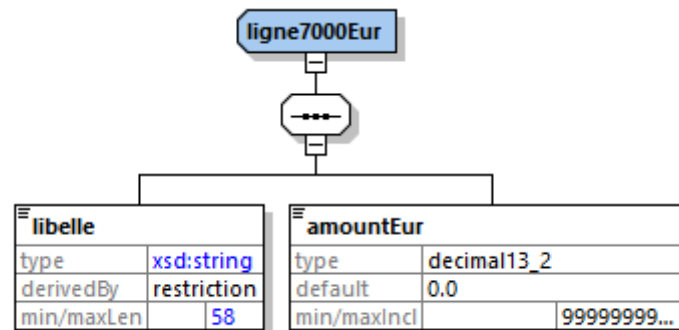 ligne7000Eur
libelle
type xsd:string
derivedBy restriction
min/maxLen 58
amountEur
type decimal13_2
default 0.0
min/maxIncl 99999999...